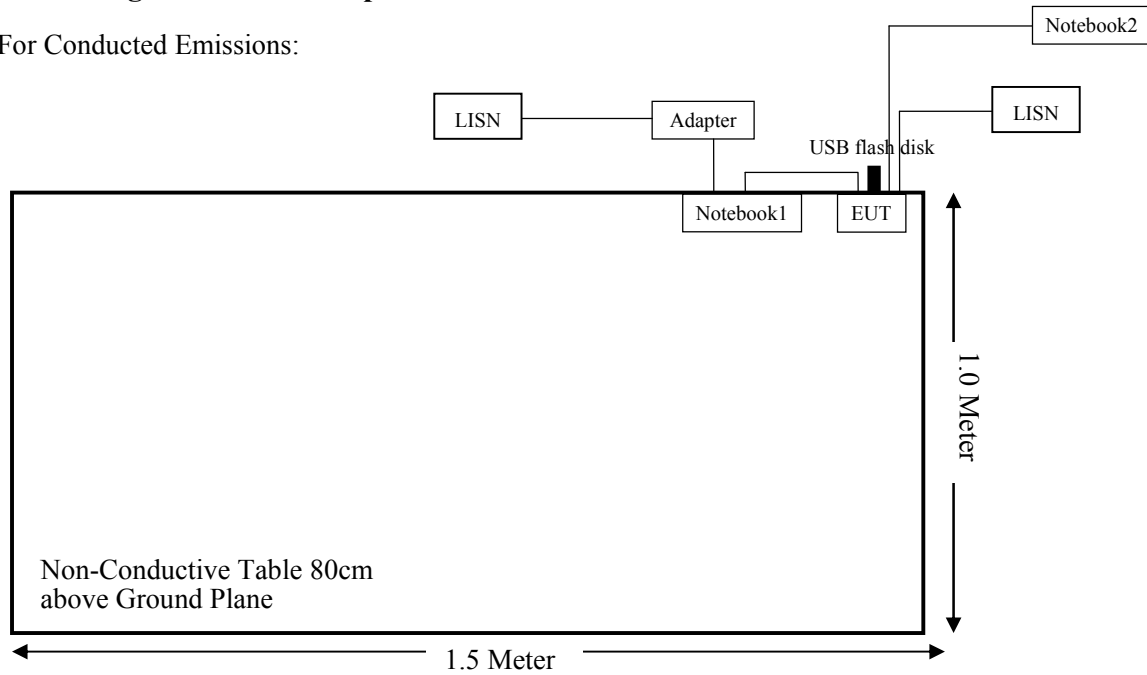 For Conducted Emissions:
Notebook2
LISN
Adapter
LISN
USB flash disk
Notebook1
EUT
1.0 Meter
Non-Conductive Table 80cm
above Ground Plane
1.5 Meter